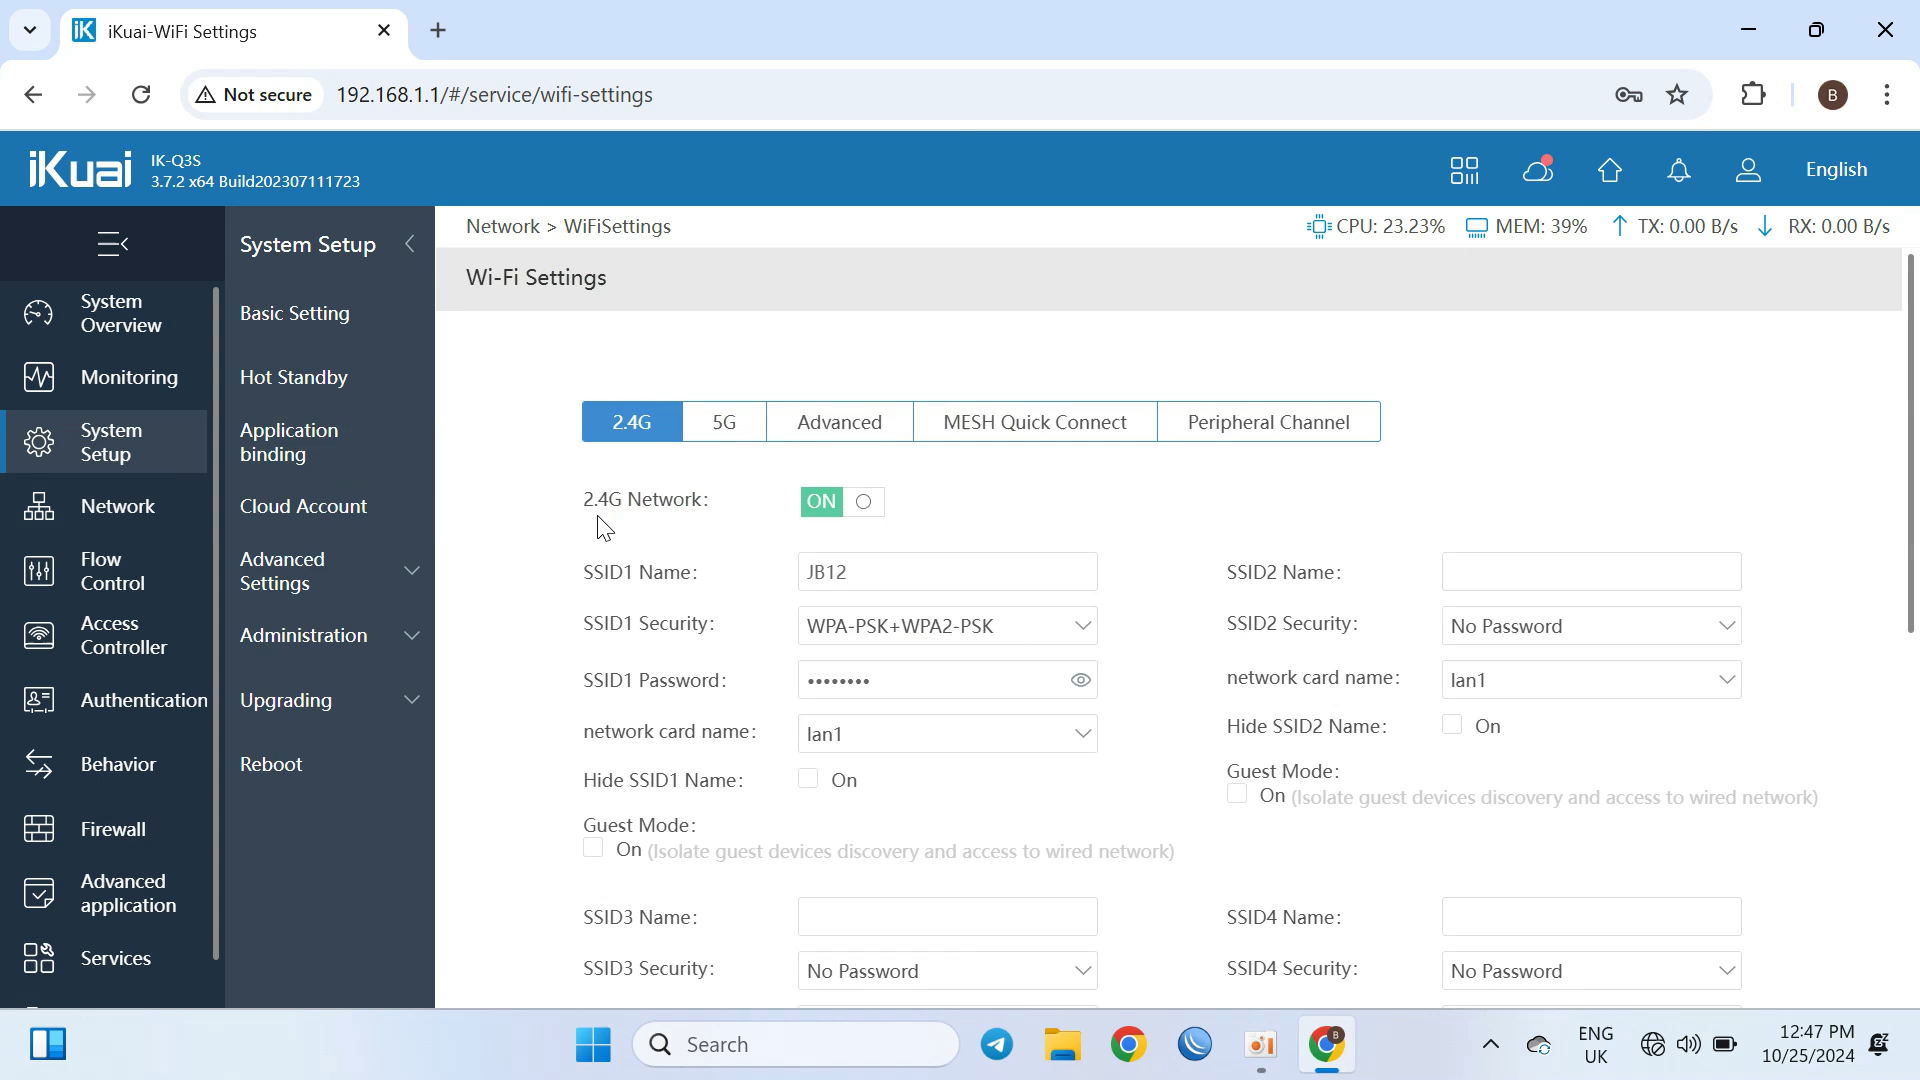 iKuai-WiFi Settings
Not secure
192.168.1.1/#/service/wifi-settings
B
iKuai
IK-Q3S
3.7.2 x64 Build202307111723
English
System Setup
Network > WiFiSettings
CPU: 23.23%
MEM: 39%
TX: 0.00 B/s
RX: 0.00 B/s
Wi-Fi Settings
System
Overview
Monitoring
System
Setup
Network
Flow
Control
Access
Controller
Authentication
Behavior
Firewall
Advanced
application
Services
Basic Setting
Hot Standby
Application
binding
Cloud Account
Advanced
Settings
Administration
Upgrading
Reboot
2.4G
5G
Advanced
MESH Quick Connect
Peripheral Channel
2.4G Network:
ON
SSID1 Name:
JB12
SSID1 Security:
WPA-PSK+WPA2-PSK
SSID1 Password:
••••••••
network card name:
lan1
Hide SSID1 Name:
On
Guest Mode:
On (Isolate guest devices discovery and access to wired network)
SSID2 Name:
SSID2 Security:
No Password
network card name:
lan1
Hide SSID2 Name:
On
Guest Mode:
On (Isolate guest devices discovery and access to wired network)
SSID3 Name:
SSID3 Security:
No Password
SSID4 Name:
SSID4 Security:
No Password
Search
ENG
UK
12:47 PM
10/25/2024